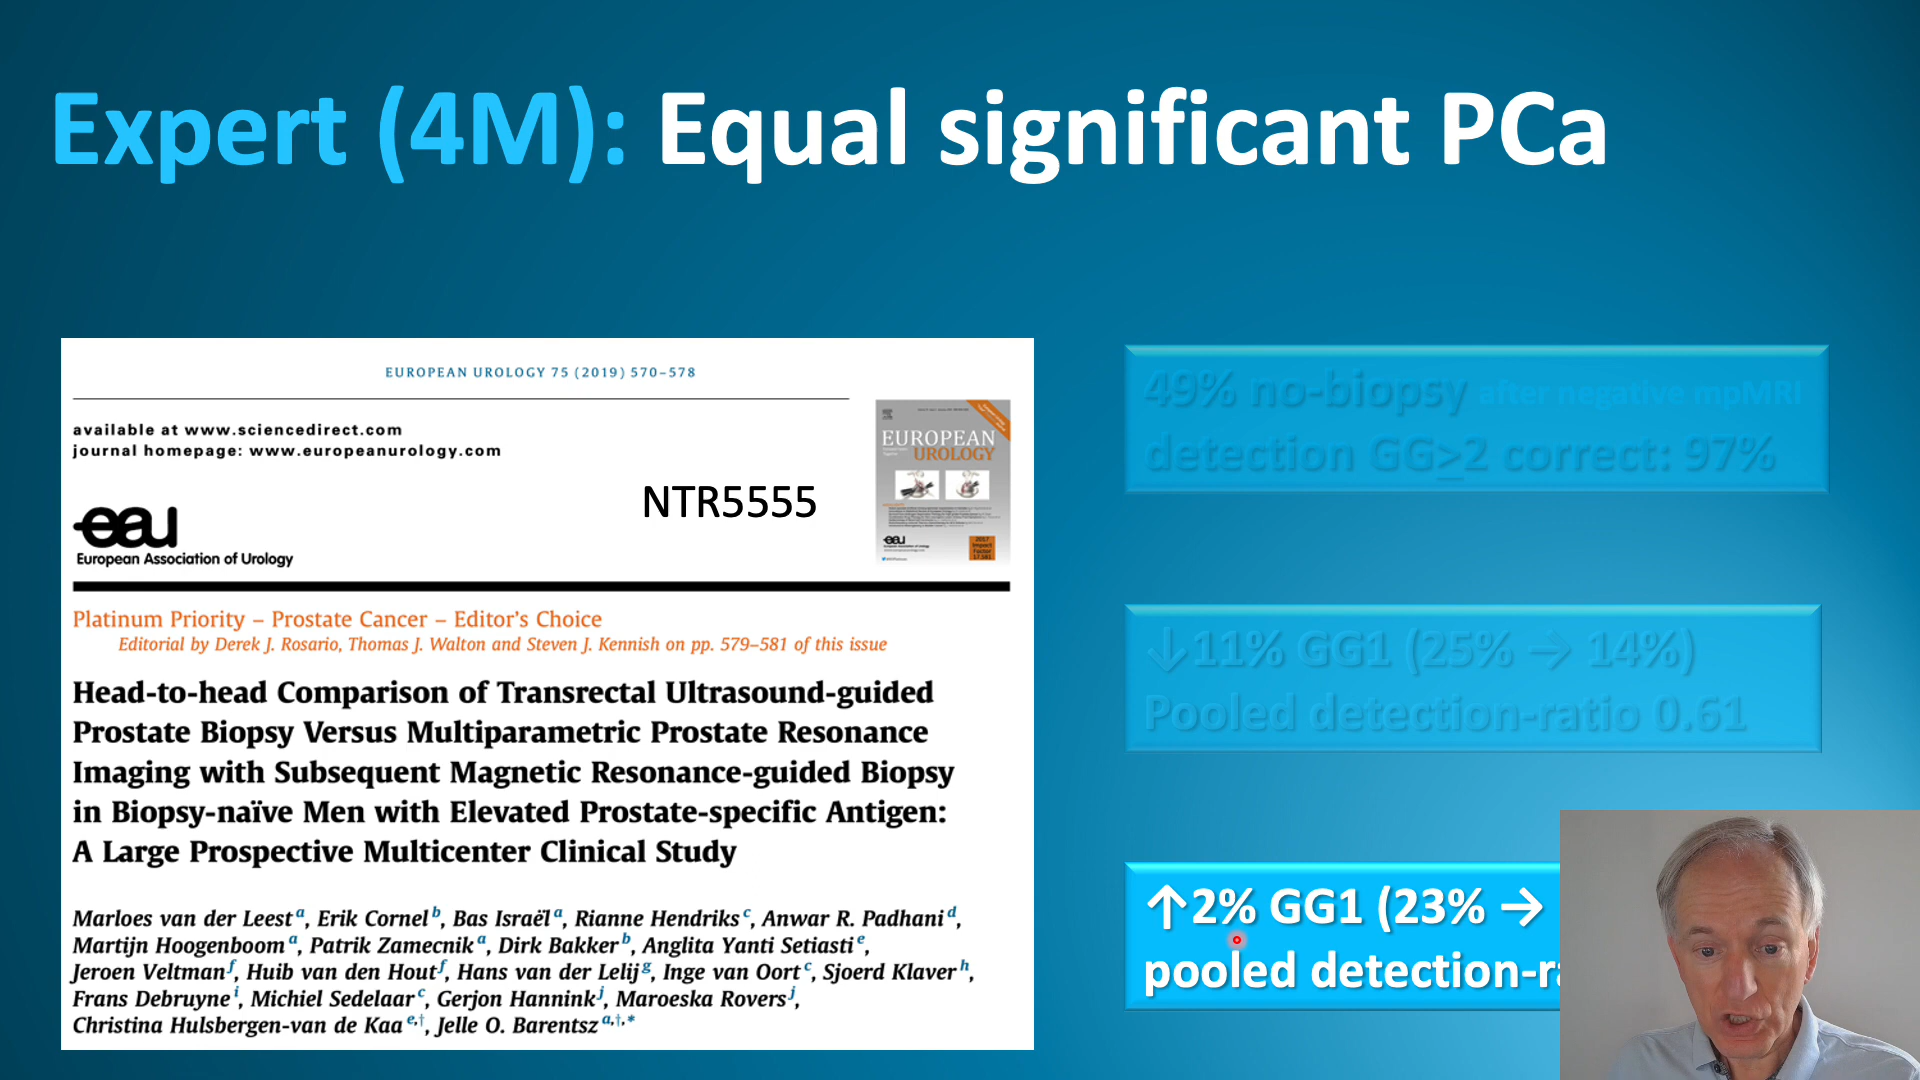 Expert (4M): Equal significant PCa
EUROPEAN UROLOGY 75 (2019) 570–578
available at www.sciencedirect.com
journal homepage: www.europeanurology.com
NTR5555
EUROPEAN
UROLOGY
eau
2017
Impact
Factor
17.581
eau
European Association of Urology
Platinum Priority – Prostate Cancer – Editor's Choice
Editorial by Derek J. Rosario, Thomas J. Walton and Steven J. Kennish on pp. 579–581 of this issue
Head-to-head Comparison of Transrectal Ultrasound-guided
Prostate Biopsy Versus Multiparametric Prostate Resonance
Imaging with Subsequent Magnetic Resonance-guided Biopsy
in Biopsy-naïve Men with Elevated Prostate-specific Antigen:
A Large Prospective Multicenter Clinical Study
Marloes van der Leest a, Erik Cornel b, Bas Israël a, Rianne Hendriks c, Anwar R. Padhani d,
Martijn Hoogenboom a, Patrik Zamecnik a, Dirk Bakker b, Anglita Yanti Setiasti e,
Jeroen Veltman f, Huib van den Hout f, Hans van der Lelij g, Inge van Oort c, Sjoerd Klaver h,
Frans Debruyne i, Michiel Sedelaar c, Gerjon Hannink j, Maroeska Rovers j,
Christina Hulsbergen-van de Kaa e,†, Jelle O. Barentsz a,†,*
49% no-biopsy after negative mpMRI
detection GG>2 correct: 97%
↓11% GG1 (25% → 14%)
Pooled detection-ratio 0.61
↑2% GG1 (23% →
pooled detection-ra